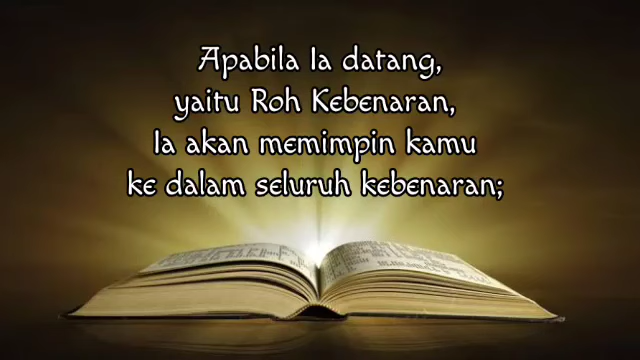 Apabila Ia datang,
yaitu Roh Kebenaran,
Ia akan memimpin kamu
ke dalam seluruh kebenaran;